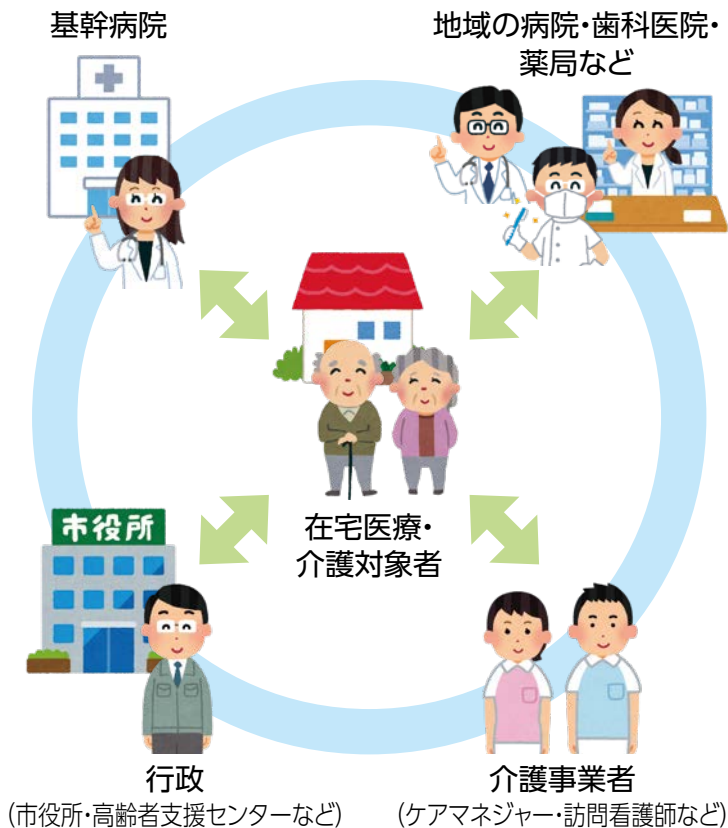 基幹病院
地域の病院・歯科医院・
薬局など
在宅医療・
介護対象者
市役所
行政
(市役所・高齢者支援センターなど)
介護事業者
(ケアマネジャー・訪問看護師など)